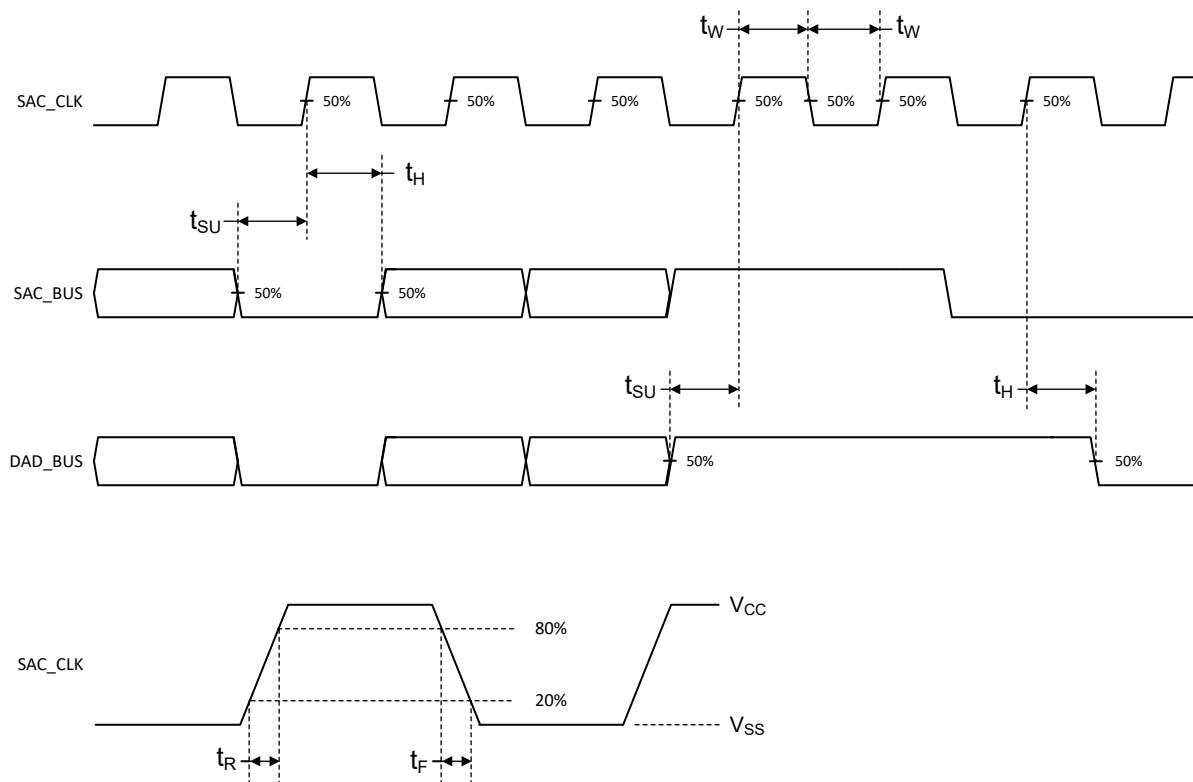 tW tW
SAC_CLK 50% 50% 50% 50% 50% 50% 50%
tH
tSU
SAC_BUS 50% 50%
tSU tH
DAD_BUS 50% 50%
VCC
80%
SAC_CLK
20%
VSS
tR tF